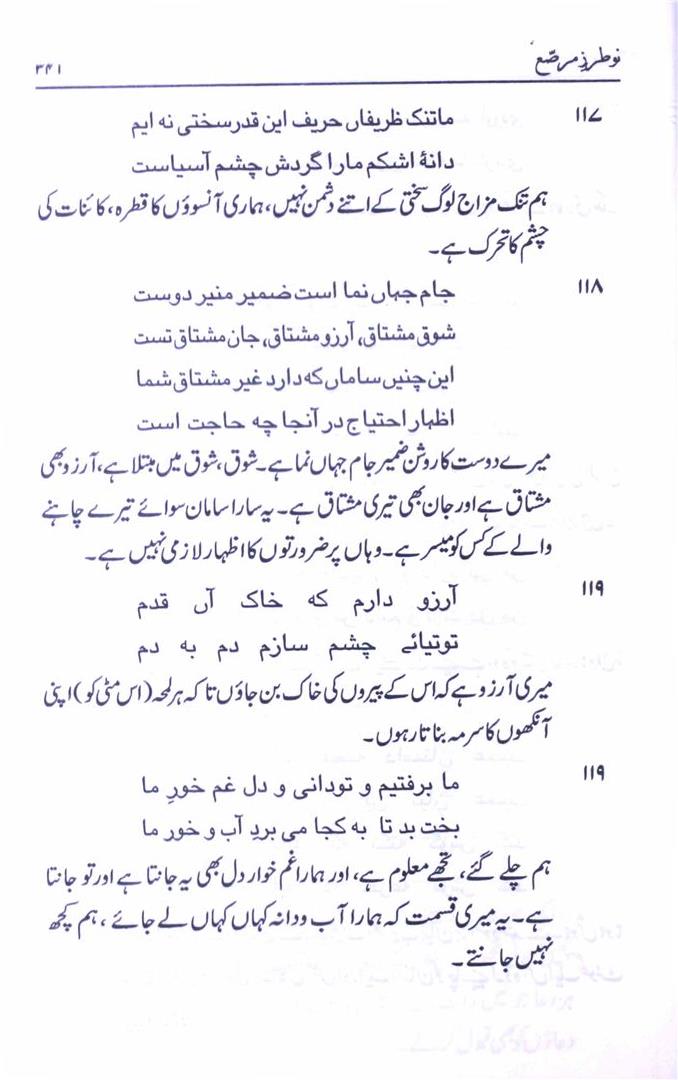 نوطرزِ مرصّع ۳۴۱
۱۱۷ ماتنک ظریفاں حریف این قدر سختی نہ ایم
دانۂ اشکم مارا گردش چشم آسیاست
ہم تنک مزاج لوگ سختی کے اتنے دشمن نہیں، ہماری آنسوؤں کا قطرہ، کائنات کی
چشم کا تحرک ہے۔
۱۱۸ جام جہاں نما است ضمیر منیر دوست
شوق مشتاق، آرزو مشتاق، جان مشتاق تست
این چنیں ساماں کہ دارد غیر مشتاق شما
اظہار احتیاج در آنجا چہ حاجت است
میرے دوست کا روشن ضمیر جام جہاں نما ہے۔ شوق، شوق میں مبتلا ہے، آرزو بھی
مشتاق ہے اور جان بھی تیری مشتاق ہے۔ یہ سارا سامان سوائے تیرے چاہنے
والے کے کس کو میسر ہے۔ وہاں پر ضرورتوں کا اظہار لازمی نہیں ہے۔
۱۱۹ آرزو دارم کہ خاک آں قدم
توتیائے چشم سازم دم بہ دم
میری آرزو ہے کہ اس کے پیروں کی خاک بن جاؤں تا کہ ہر لمحہ (اس مٹی کو) اپنی
آنکھوں کا سرمہ بناتا رہوں۔
۱۱۹ ما برفتیم و تودانی و دل غم خورِ ما
بخت بد تا بہ کجا می بردِ آب و خور ما
ہم چلے گئے، تجھے معلوم ہے، اور ہمارا غم خوار دل بھی یہ جانتا ہے اور تو جانتا
ہے۔ یہ میری قسمت کہ ہمارا آب و دانہ کہاں کہاں لے جائے، ہم کچھ
نہیں جانتے۔